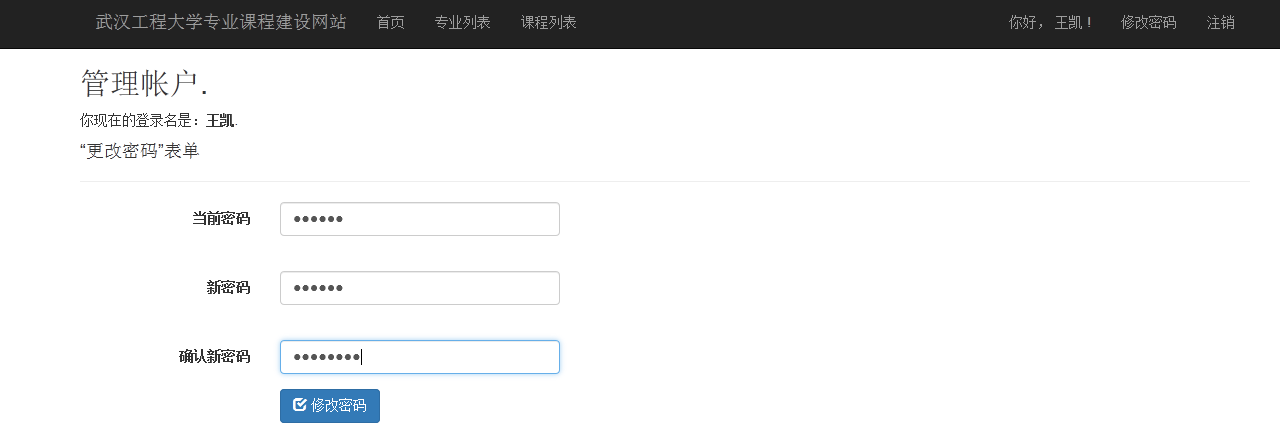 武汉工程大学专业课程建设网站 首页 专业列表 课程列表 你好，王凯！ 修改密码 注销
管理帐户.
你现在的登录名是：王凯.
“更改密码”表单
当前密码 ●●●●●●
新密码 ●●●●●●
确认新密码 ●●●●●●●●
修改密码